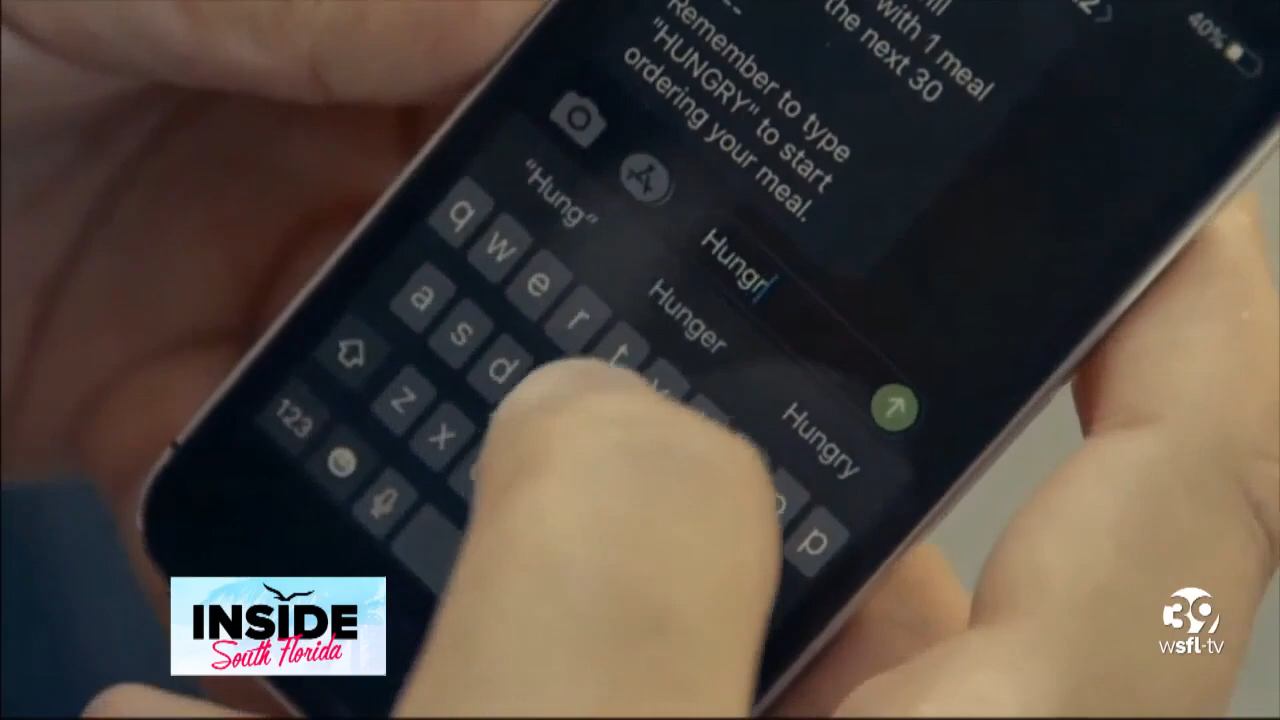 40%
with 1 meal
the next 30
Remember to type
"HUNGRY" to start
ordering your meal.
Hungr
"Hung"
Hunger
Hungry
q w e r t p
a s d
z x
123
INSIDE
South Florida
39
wsfl-tv